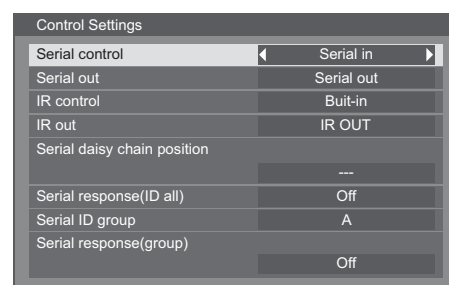 Control Settings
Serial control Serial in
Serial out Serial out
IR control Buit-in
IR out IR OUT
Serial daisy chain position
---
Serial response(ID all) Off
Serial ID group A
Serial response(group)
Off